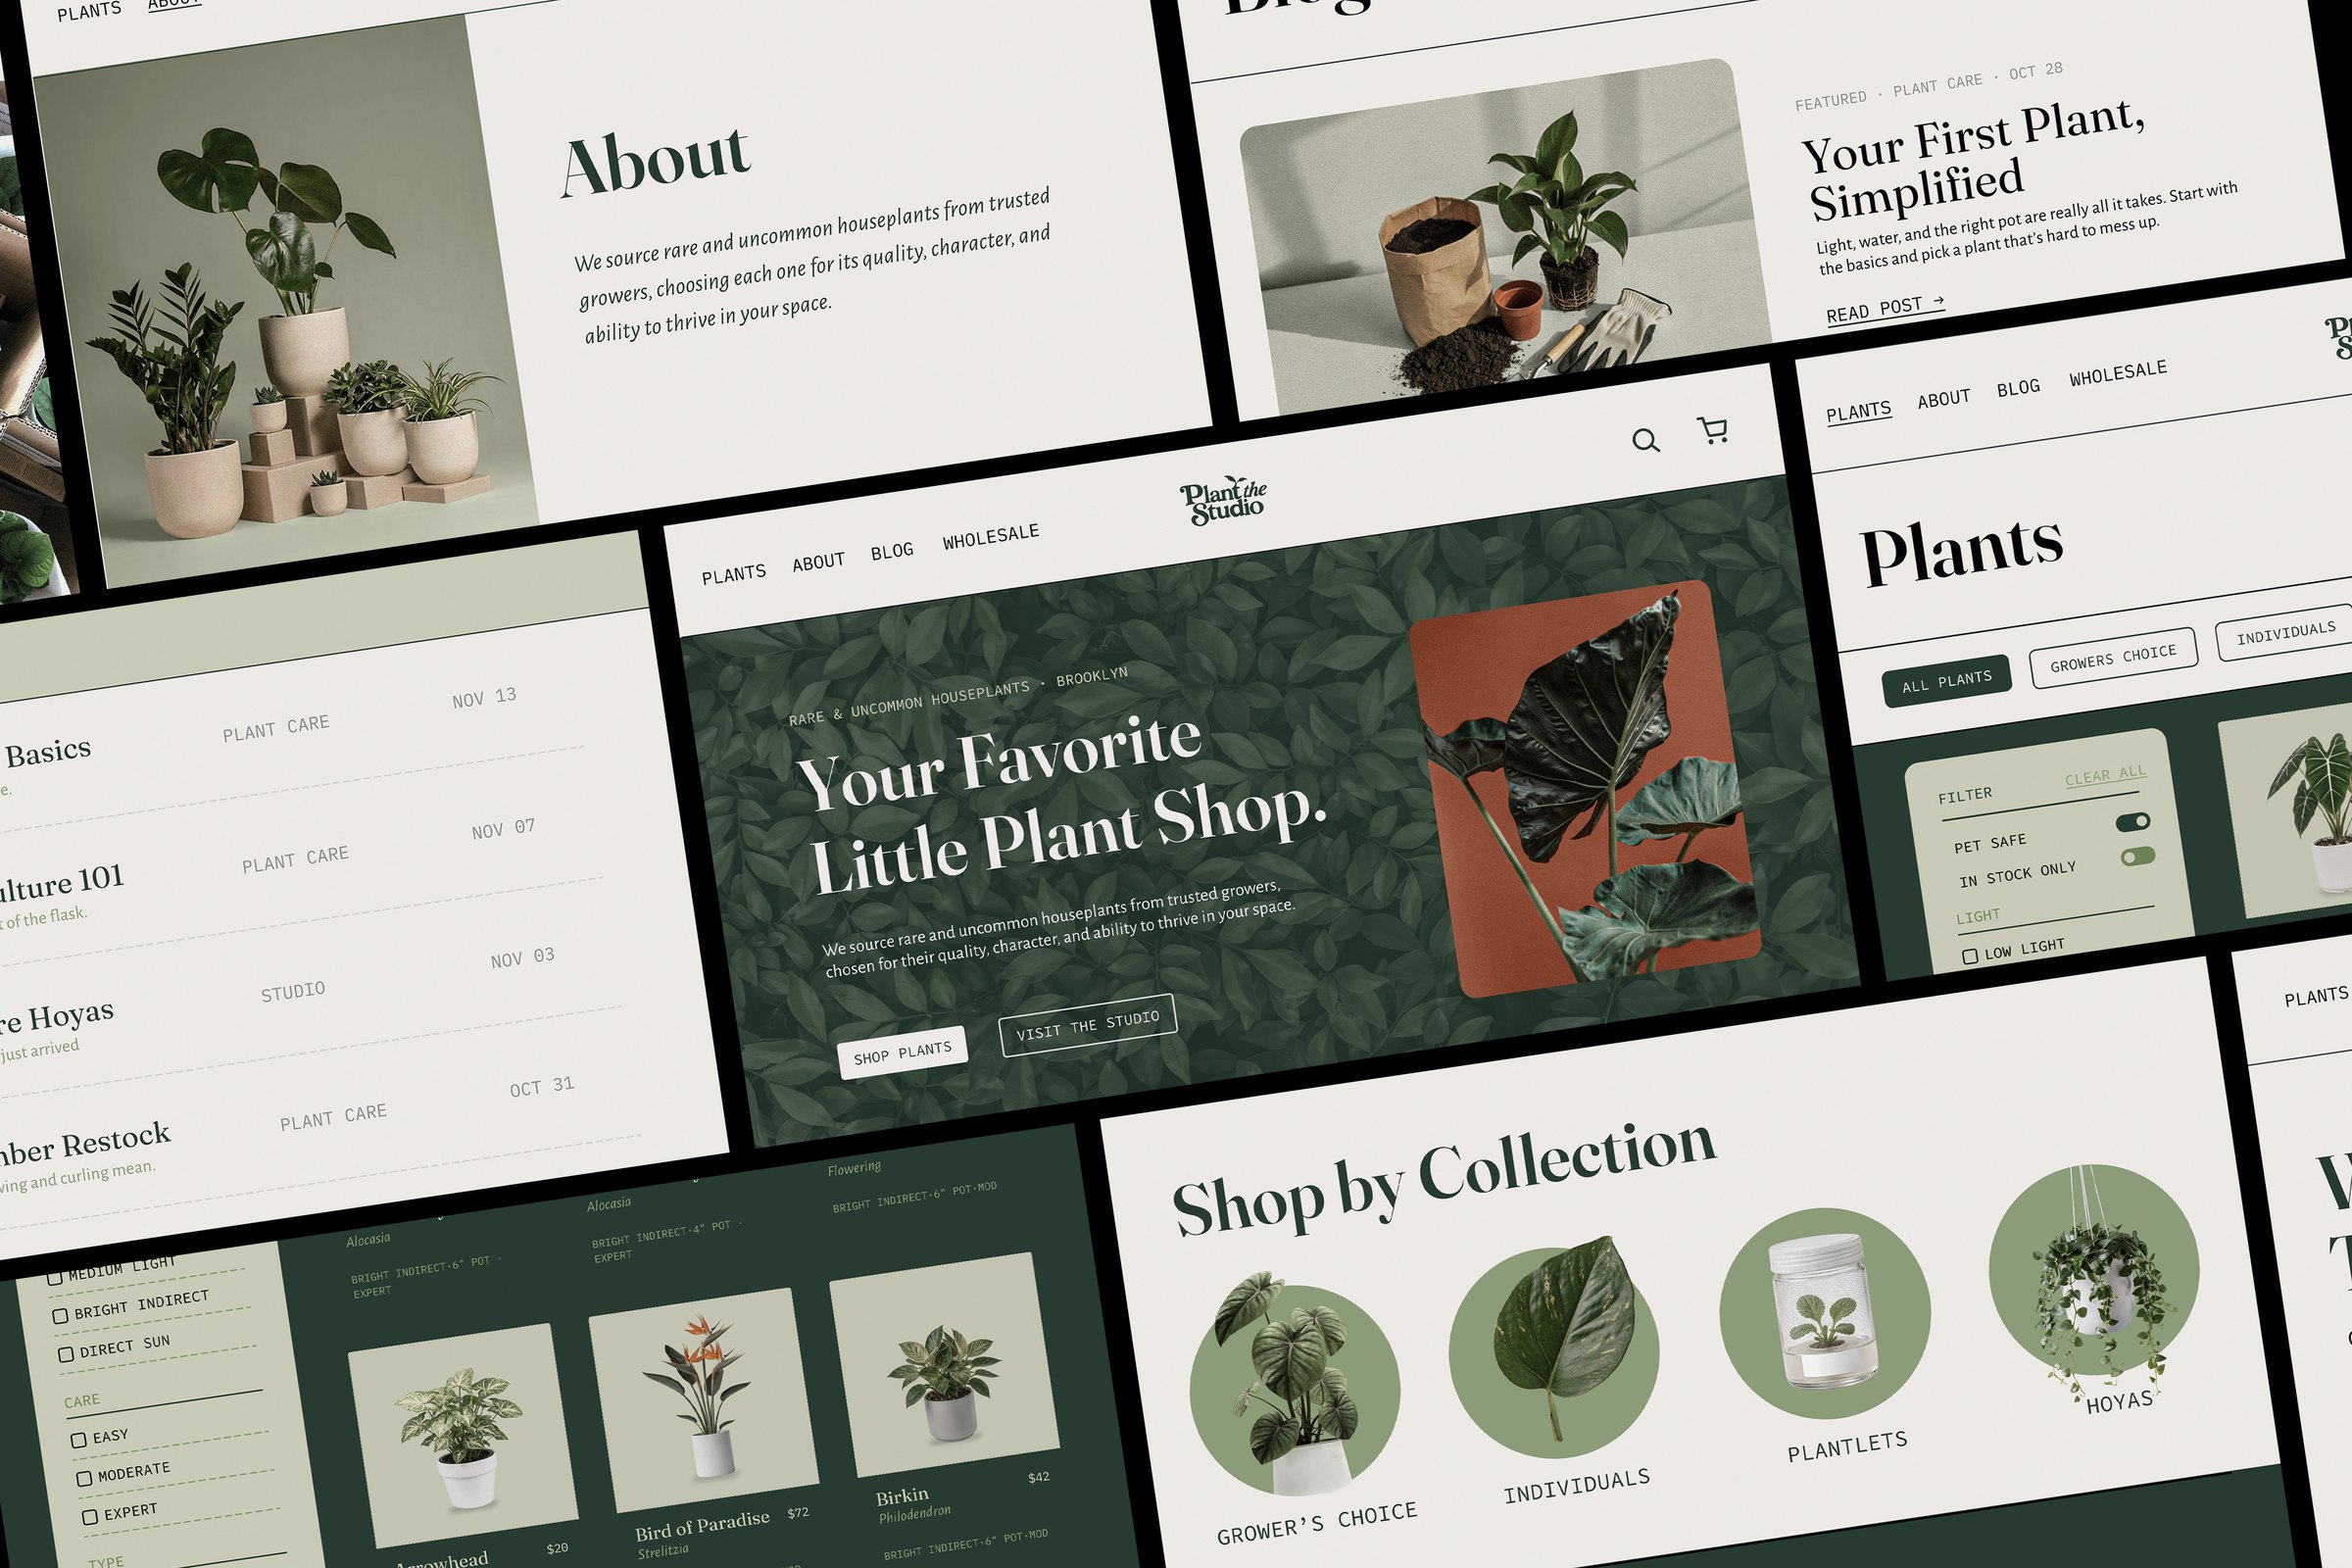 PLANTS ABOUT
About
We source rare and uncommon houseplants from trusted
growers, choosing each one for its quality, character, and
ability to thrive in your space.
Blog
FEATURED · PLANT CARE · OCT 28
Your First Plant,
Simplified
Light, water, and the right pot are really all it takes. Start with
the basics and pick a plant that's hard to mess up.
READ POST →
Basics
PLANT CARE
NOV 13
e.
ulture 101
PLANT CARE
NOV 07
t of the flask.
re Hoyas
STUDIO
NOV 03
just arrived
mber Restock
PLANT CARE
OCT 31
ving and curling mean.
PLANTS ABOUT BLOG WHOLESALE
Plant the
Studio
RARE & UNCOMMON HOUSEPLANTS · BROOKLYN
Your Favorite
Little Plant Shop.
We source rare and uncommon houseplants from trusted growers,
chosen for their quality, character, and ability to thrive in your space.
SHOP PLANTS
VISIT THE STUDIO
PLANTS ABOUT BLOG WHOLESALE
Plants
ALL PLANTS
GROWERS CHOICE
INDIVIDUALS
FILTER
CLEAR ALL
PET SAFE
IN STOCK ONLY
LIGHT
LOW LIGHT
MEDIUM LIGHT
BRIGHT INDIRECT
DIRECT SUN
CARE
EASY
MODERATE
EXPERT
TYPE
Alocasia
BRIGHT INDIRECT·6" POT ·
EXPERT
Alocasia
BRIGHT INDIRECT·4" POT ·
EXPERT
Flowering
BRIGHT INDIRECT·6" POT·MOD
Arrowhead
$20
Bird of Paradise
$72
Strelitzia
Birkin
$42
Philodendron
BRIGHT INDIRECT·6" POT·MOD
Shop by Collection
GROWER'S CHOICE
INDIVIDUALS
PLANTLETS
HOYAS
PLANTS